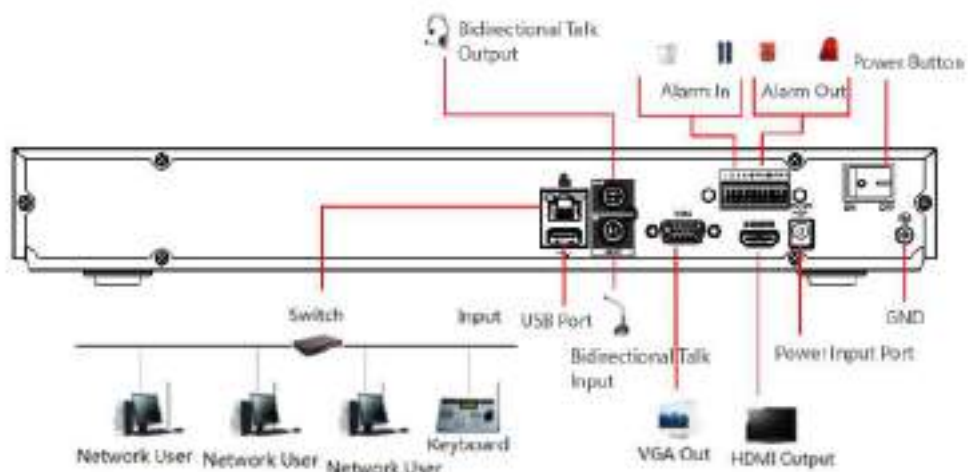 Bidirectional Talk
Output
Alarm In
Alarm Out
Power Button
Switch
Input
USB Port
Bidirectional Talk
Input
GND
Power Input Port
Network User
Network User
Network User
Keyboard
VGA Out
HDMI Output